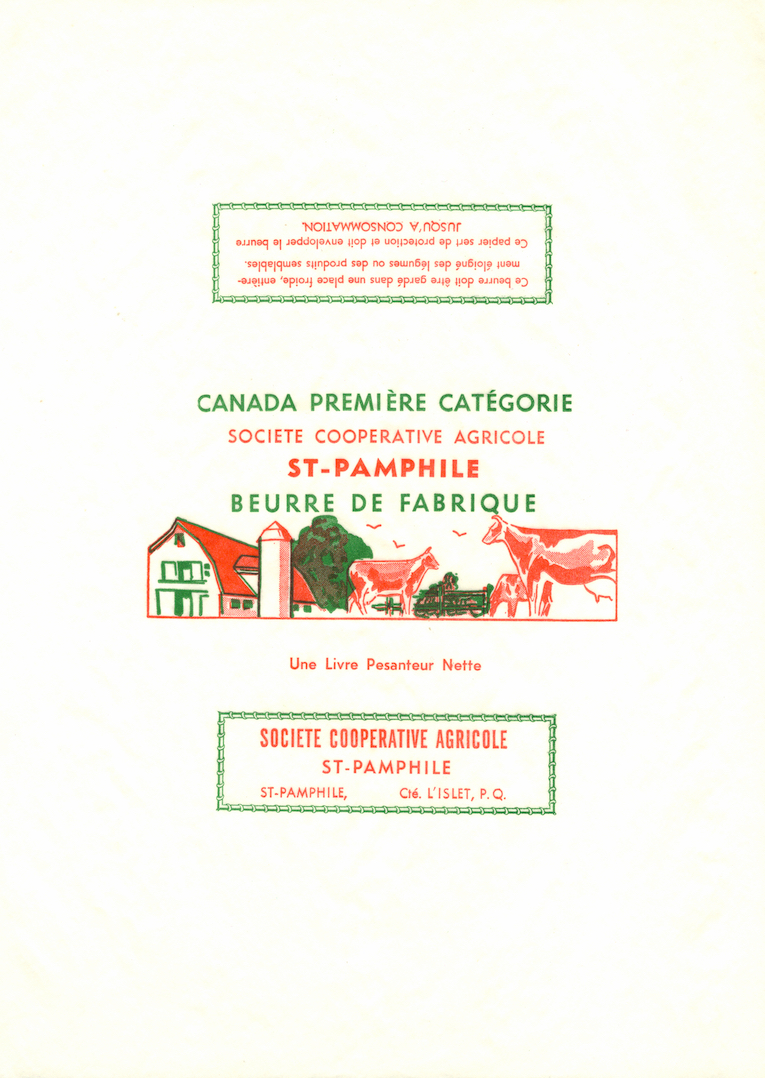 Ce beurre doit être gardé dans une place froide, entière-
ment éloigné des légumes ou des produits semblables.
Ce papier sert de protection et doit envelopper le beurre
JUSQU'A CONSOMMATION.
CANADA PREMIÈRE CATÉGORIE
SOCIETE COOPERATIVE AGRICOLE
ST-PAMPHILE
BEURRE DE FABRIQUE
Une Livre Pesanteur Nette
SOCIETE COOPERATIVE AGRICOLE
ST-PAMPHILE
ST-PAMPHILE, Cté. L'ISLET, P. Q.